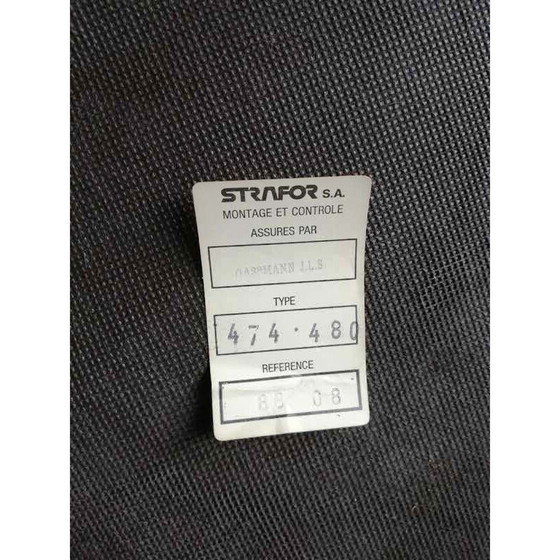 STRAFOR S.A.
MONTAGE ET CONTROLE
ASSURES PAR
J.L.S
TYPE
474.480
REFERENCE
08